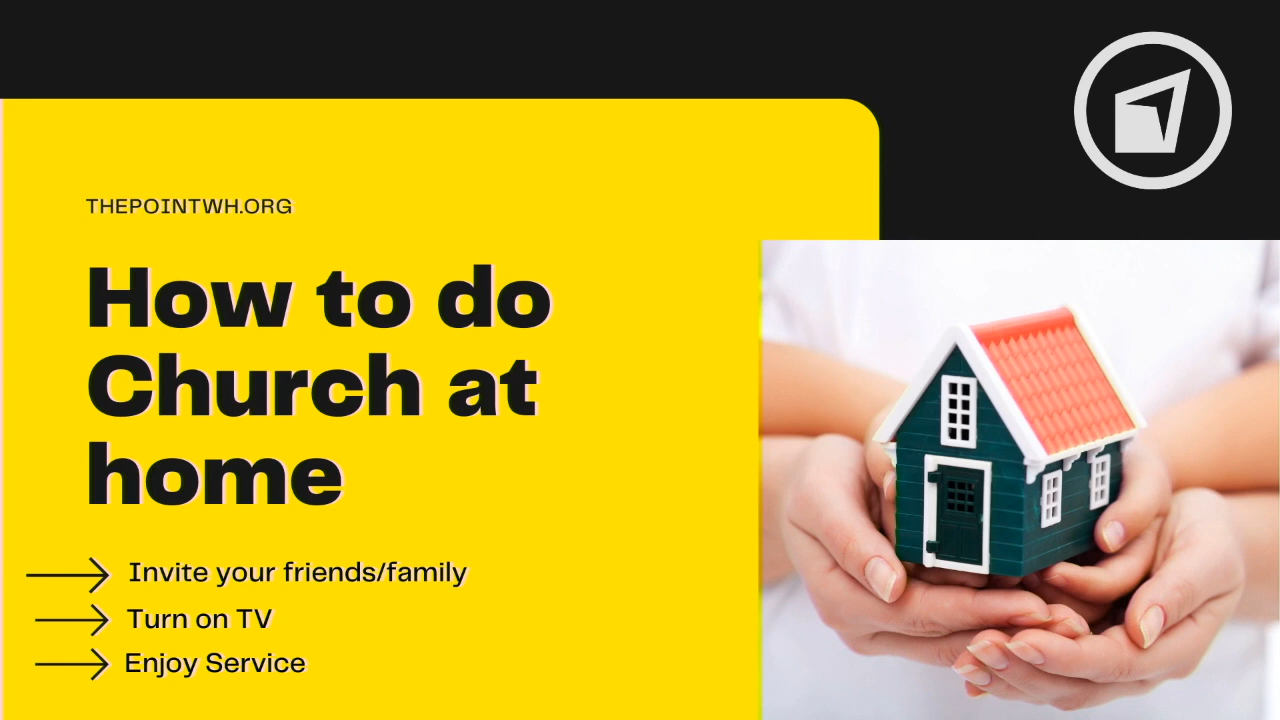 THEPOINTWH.ORG
How to do
Church at
home
Invite your friends/family
Turn on TV
Enjoy Service